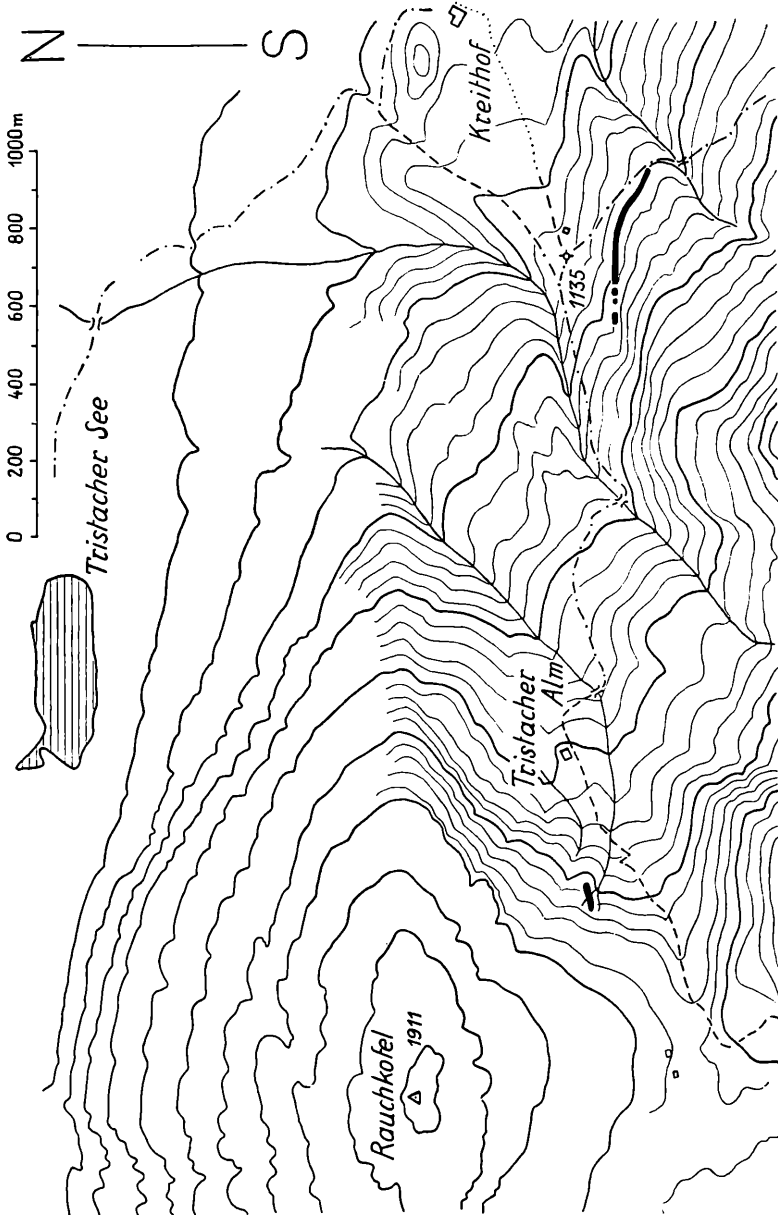 N S
0 200 400 600 800 1000m
Tristacher See
Kreithof
1135
Tristacher
Alm
Rauchkofel
1911